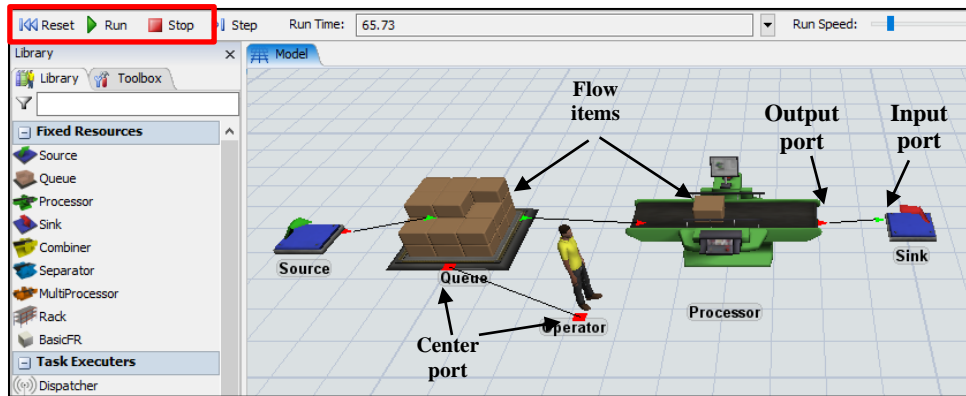 Reset Run Stop Step Run Time: 65.73 Run Speed:
Library
Model
Library Toolbox
Fixed Resources
Source
Queue
Processor
Sink
Combiner
Separator
MultiProcessor
Rack
BasicFR
Task Executers
Dispatcher
Flow
items
Output
port
Input
port
Source
Queue
Operator
Processor
Sink
Center
port